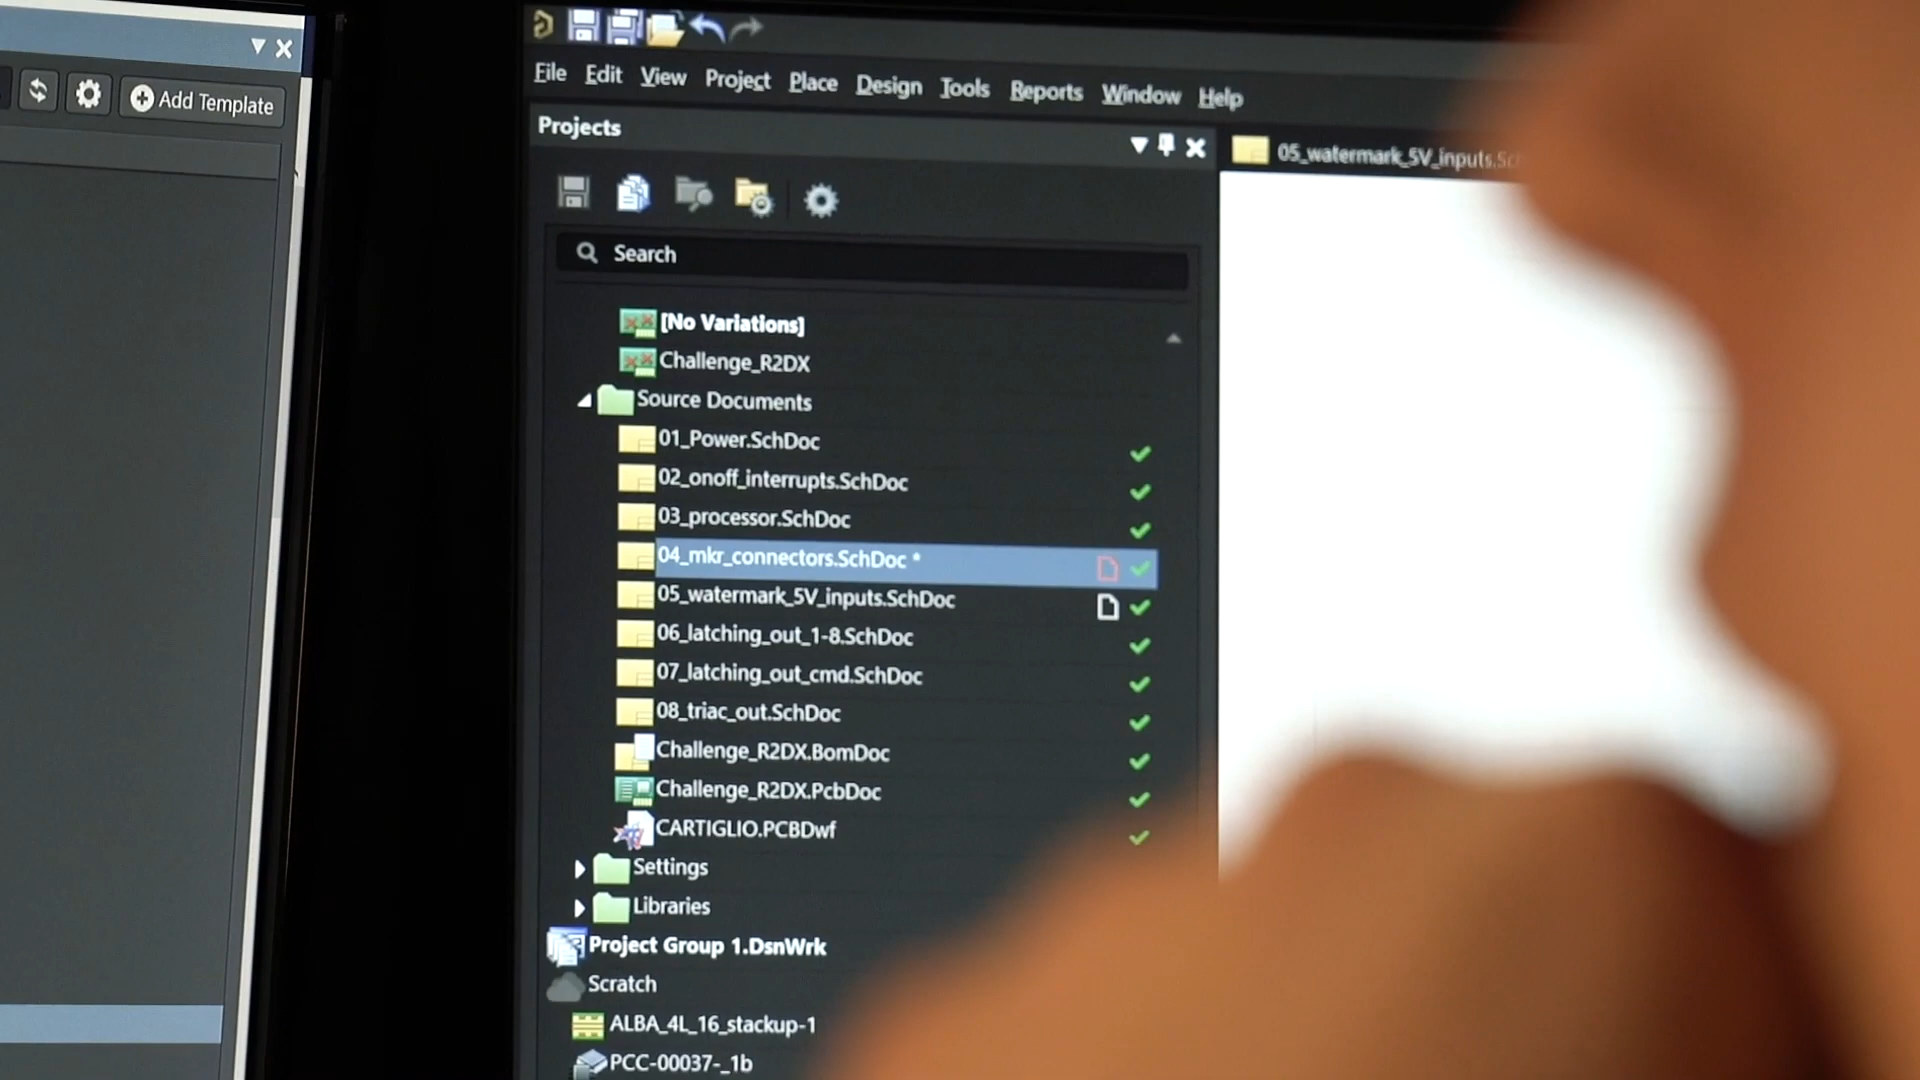 Add Template
File Edit View Project Place Design Tools Reports Window Help
Projects
05_watermark_5V_inputs.Sch
Search
[No Variations]
Challenge_R2DX
Source Documents
01_Power.SchDoc
02_onoff_interrupts.SchDoc
03_processor.SchDoc
04_mkr_connectors.SchDoc *
05_watermark_5V_inputs.SchDoc
06_latching_out_1-8.SchDoc
07_latching_out_cmd.SchDoc
08_triac_out.SchDoc
Challenge_R2DX.BomDoc
Challenge_R2DX.PcbDoc
CARTIGLIO.PCBDwf
Settings
Libraries
Project Group 1.DsnWrk
Scratch
ALBA_4L_16_stackup-1
PCC-00037-_1b